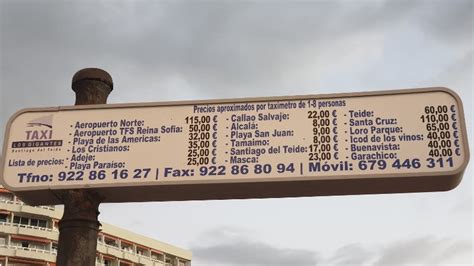 Precios aproximados por taxímetro de 1-8 personas
TAXI
LOS GIGANTES
Santiago del Teide
Lista de precios:
- Aeropuerto Norte: 115,00 €
- Aeropuerto TFS Reina Sofía: 50,00 €
- Playa de las Americas: 32,00 €
- Los Cristianos: 35,00 €
- Adeje: 25,00 €
- Playa Paraíso: 25,00 €
- Callao Salvaje: 22,00 €
- Alcalá: 8,00 €
- Playa San Juan: 9,00 €
- Tamaimo: 8,00 €
- Santiago del Teide: 17,00 €
- Masca: 23,00 €
- Teide: 60,00 €
- Santa Cruz: 110,00 €
- Loro Parque: 65,00 €
- Icod de los vinos: 40,00 €
- Buenavista: 40,00 €
- Garachico: 40,00 €
Tfno: 922 86 16 27 | Fax: 922 86 80 94 | Móvil: 679 446 311